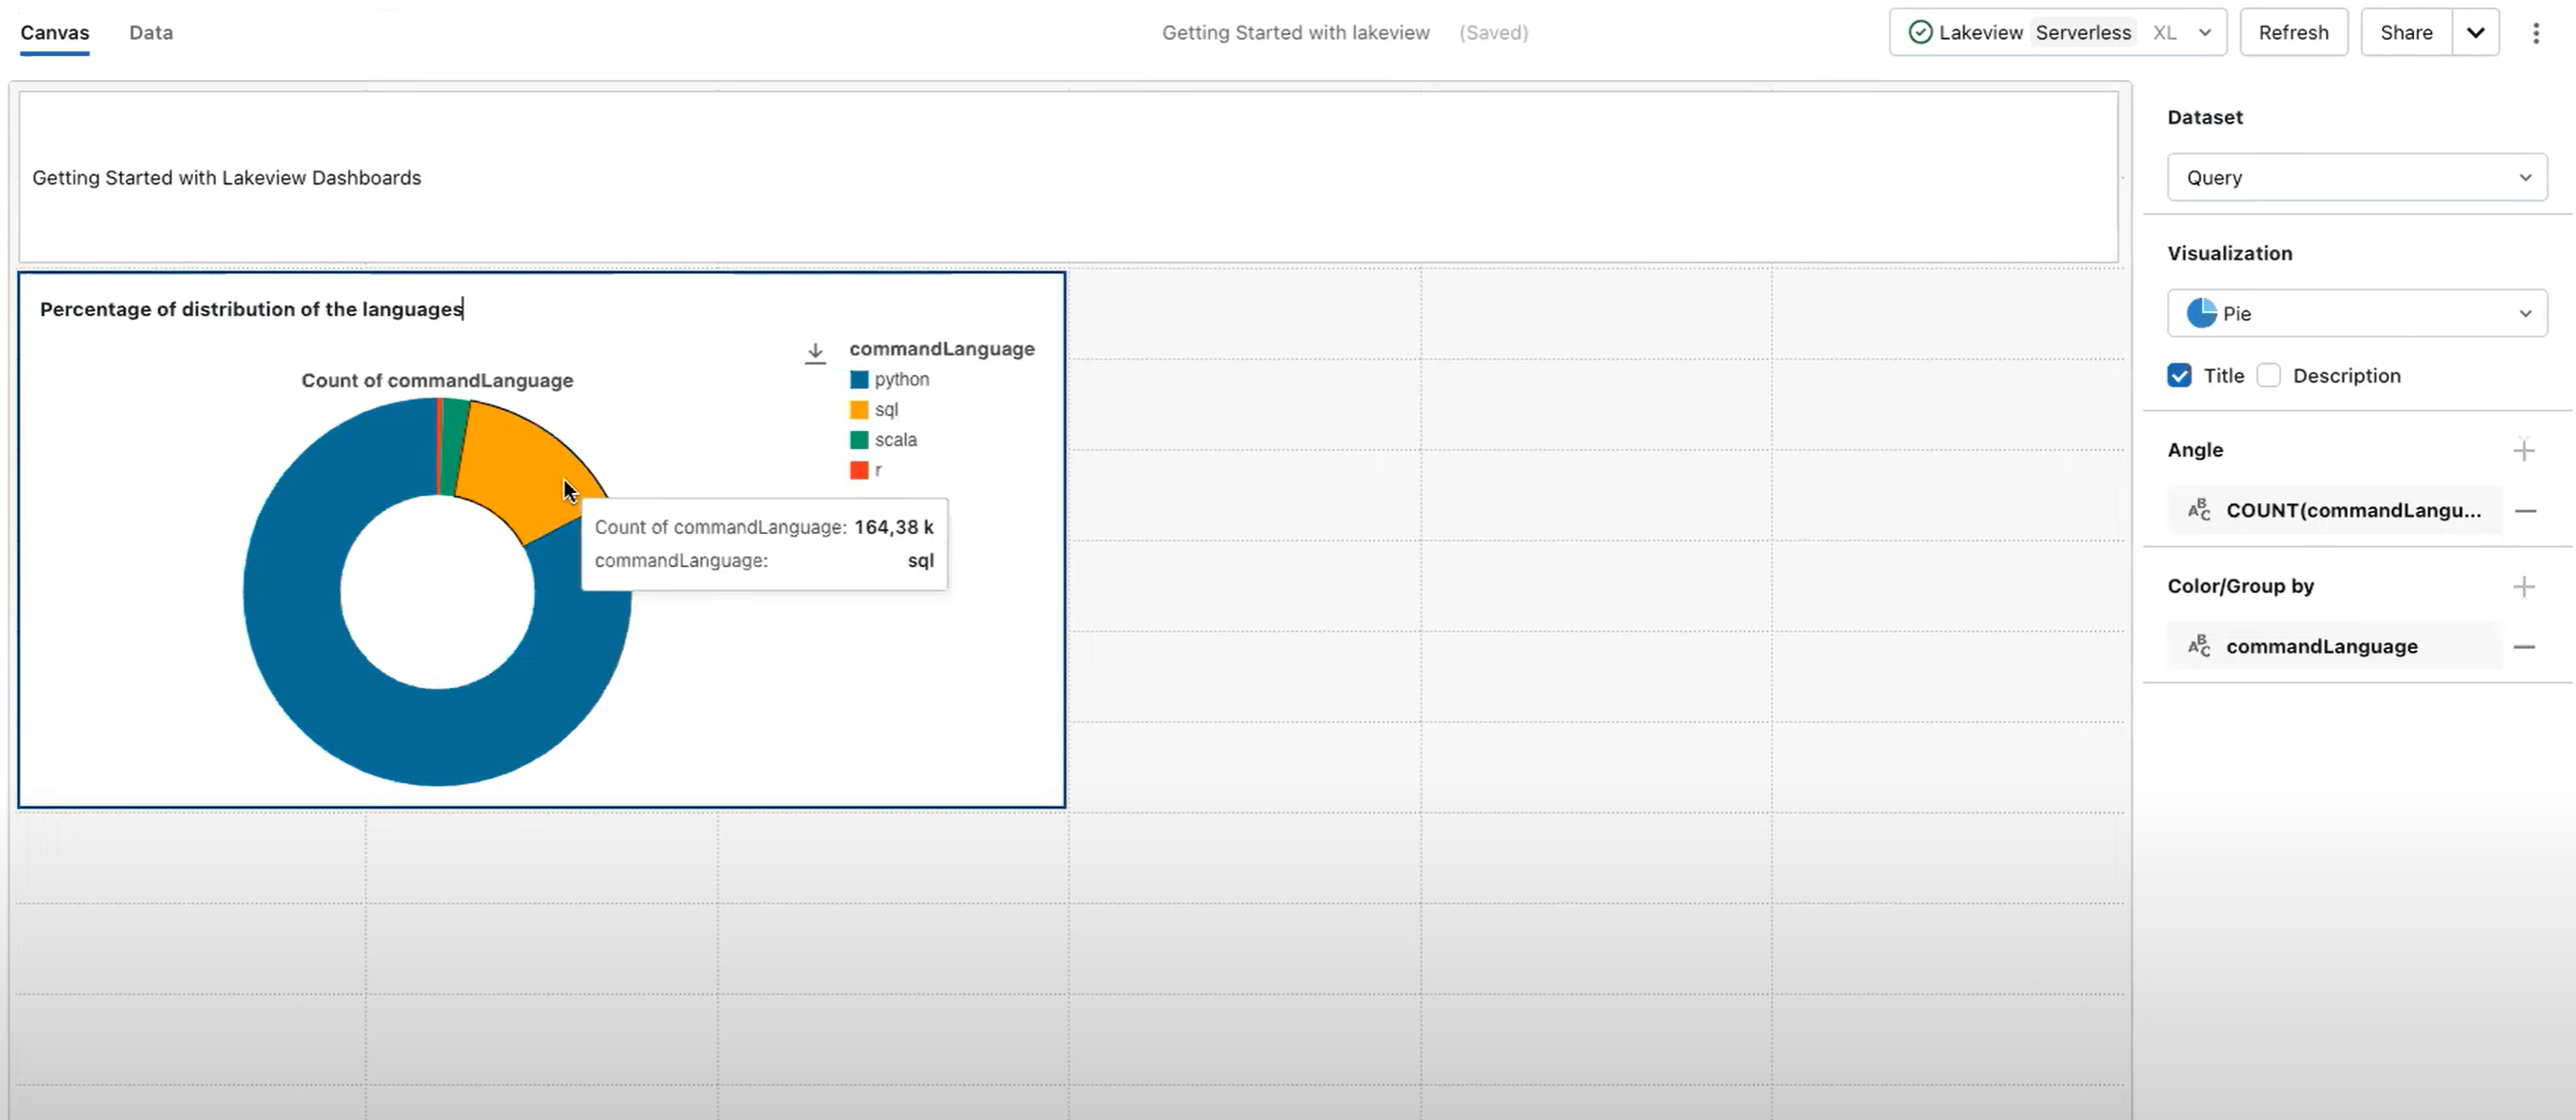 Canvas Data Getting Started with lakeview (Saved) Lakeview Serverless XL Refresh Share
Getting Started with Lakeview Dashboards
Percentage of distribution of the languages
Count of commandLanguage
commandLanguage
python
sql
scala
r
Count of commandLanguage: 164,38 k
commandLanguage: sql
Dataset
Query
Visualization
Pie
Title Description
Angle
ABC COUNT(commandLangu...
Color/Group by
ABC commandLanguage